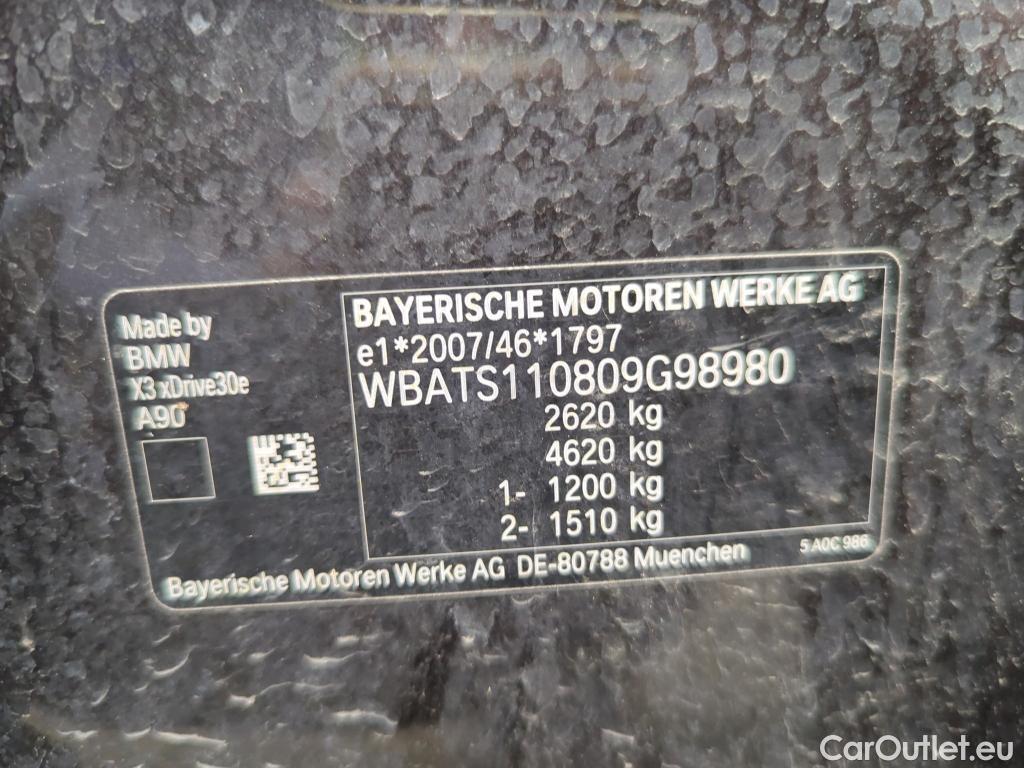 Made by
BMW
X3 xDrive30e
A90
BAYERISCHE MOTOREN WERKE AG
e1*2007/46*1797
WBATS110809G98980
2620 kg
4620 kg
1- 1200 kg
2- 1510 kg
5 A0C 986
Bayerische Motoren Werke AG DE-80788 Muenchen
CarOutlet.eu